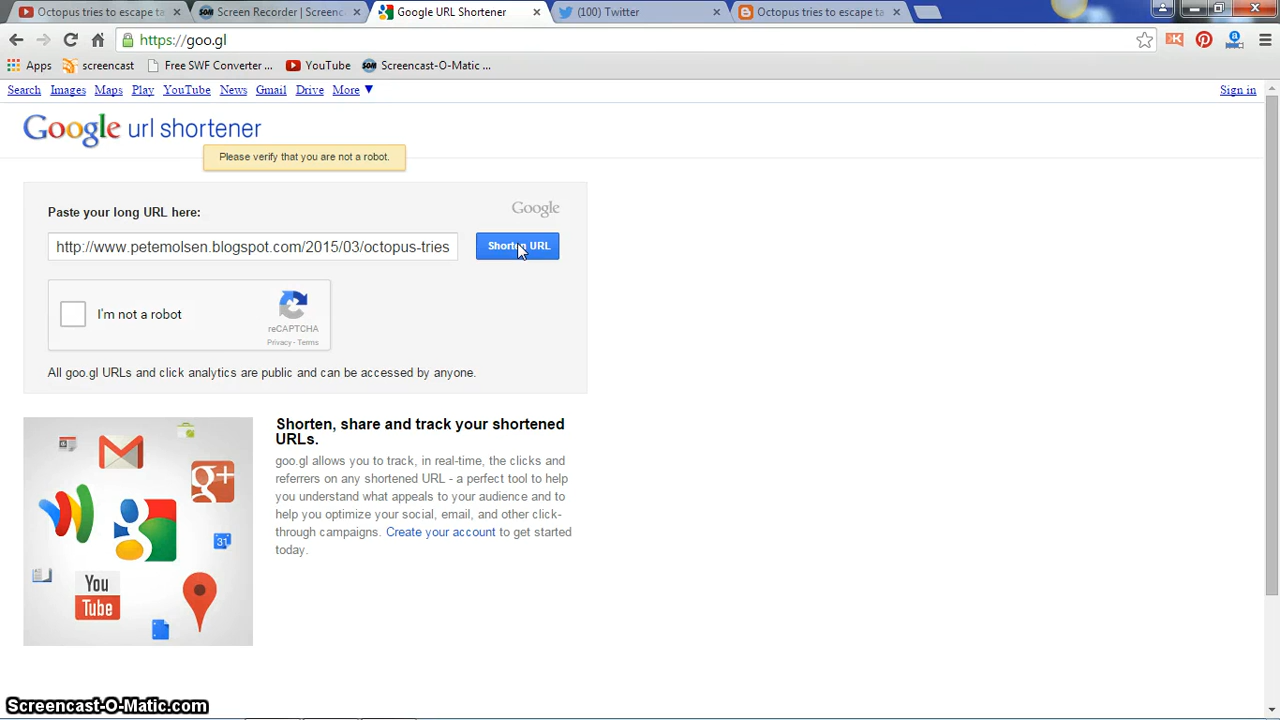 Octopus tries to escape ta
Screen Recorder | Screenc
Google URL Shortener
(100) Twitter
Octopus tries to escape ta
https://goo.gl
Apps
screencast
Free SWF Converter ...
YouTube
Screencast-O-Matic ...
Search Images Maps Play YouTube News Gmail Drive More ▼
Sign in
Google url shortener
Please verify that you are not a robot.
Paste your long URL here:
Google
http://www.petemolsen.blogspot.com/2015/03/octopus-tries
Shorten URL
I'm not a robot
reCAPTCHA
Privacy - Terms
All goo.gl URLs and click analytics are public and can be accessed by anyone.
Shorten, share and track your shortened
URLs.
goo.gl allows you to track, in real-time, the clicks and
referrers on any shortened URL - a perfect tool to help
you understand what appeals to your audience and to
help you optimize your social, email, and other click-
through campaigns. Create your account to get started
today.
g+
31
You
Tube
Screencast-O-Matic.com